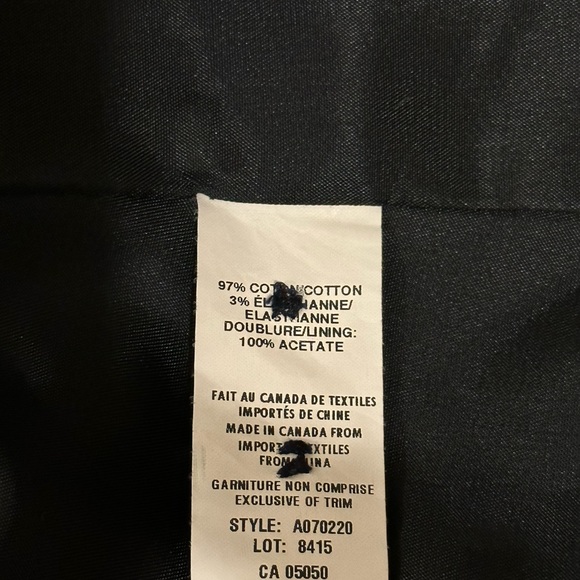 97% COTON/COTTON
3% ÉLASTHANNE/
ELASTHANNE
DOUBLURE/LINING:
100% ACETATE
FAIT AU CANADA DE TEXTILES
IMPORTÉS DE CHINE
MADE IN CANADA FROM
IMPORTED TEXTILES
FROM CHINA
GARNITURE NON COMPRISE
EXCLUSIVE OF TRIM
STYLE: A070220
LOT: 8415
CA 05050